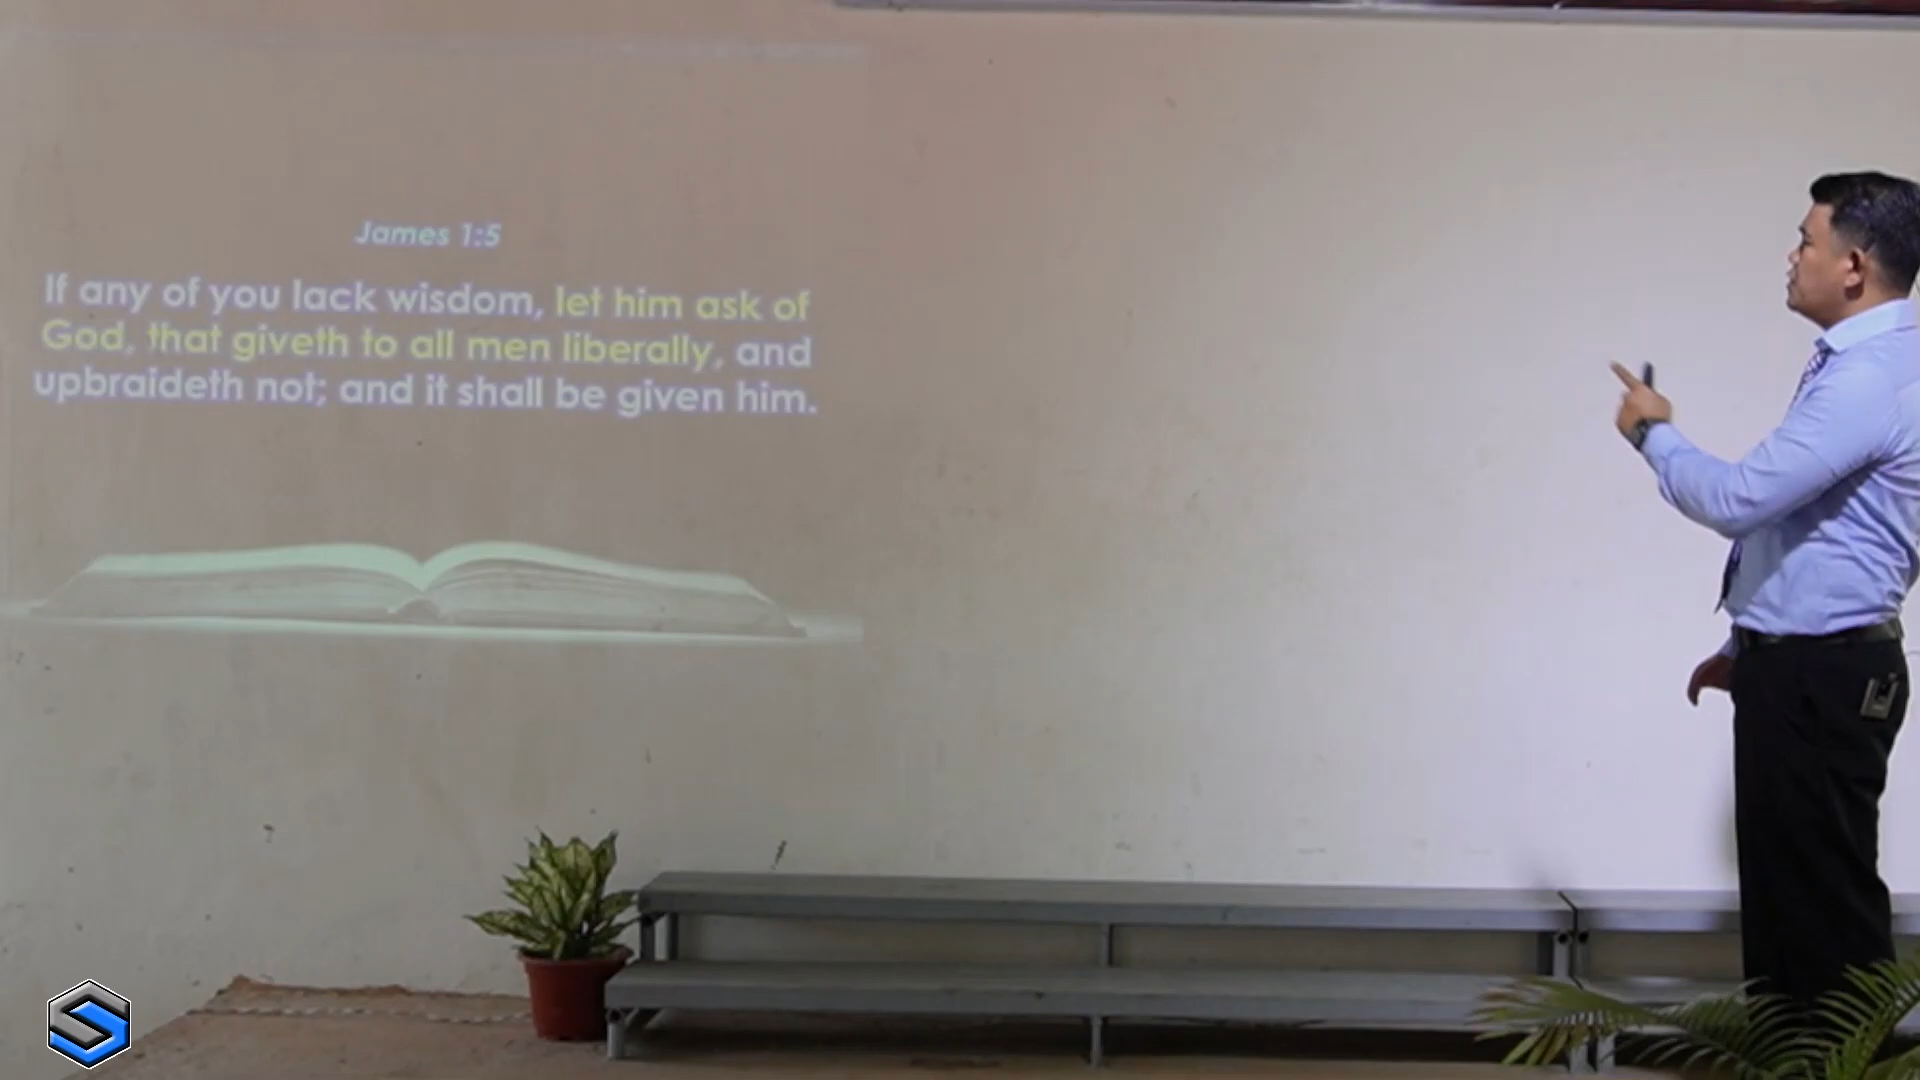 James 1:5
If any of you lack wisdom, let him ask of
God, that giveth to all men liberally, and
upbraideth not; and it shall be given him.